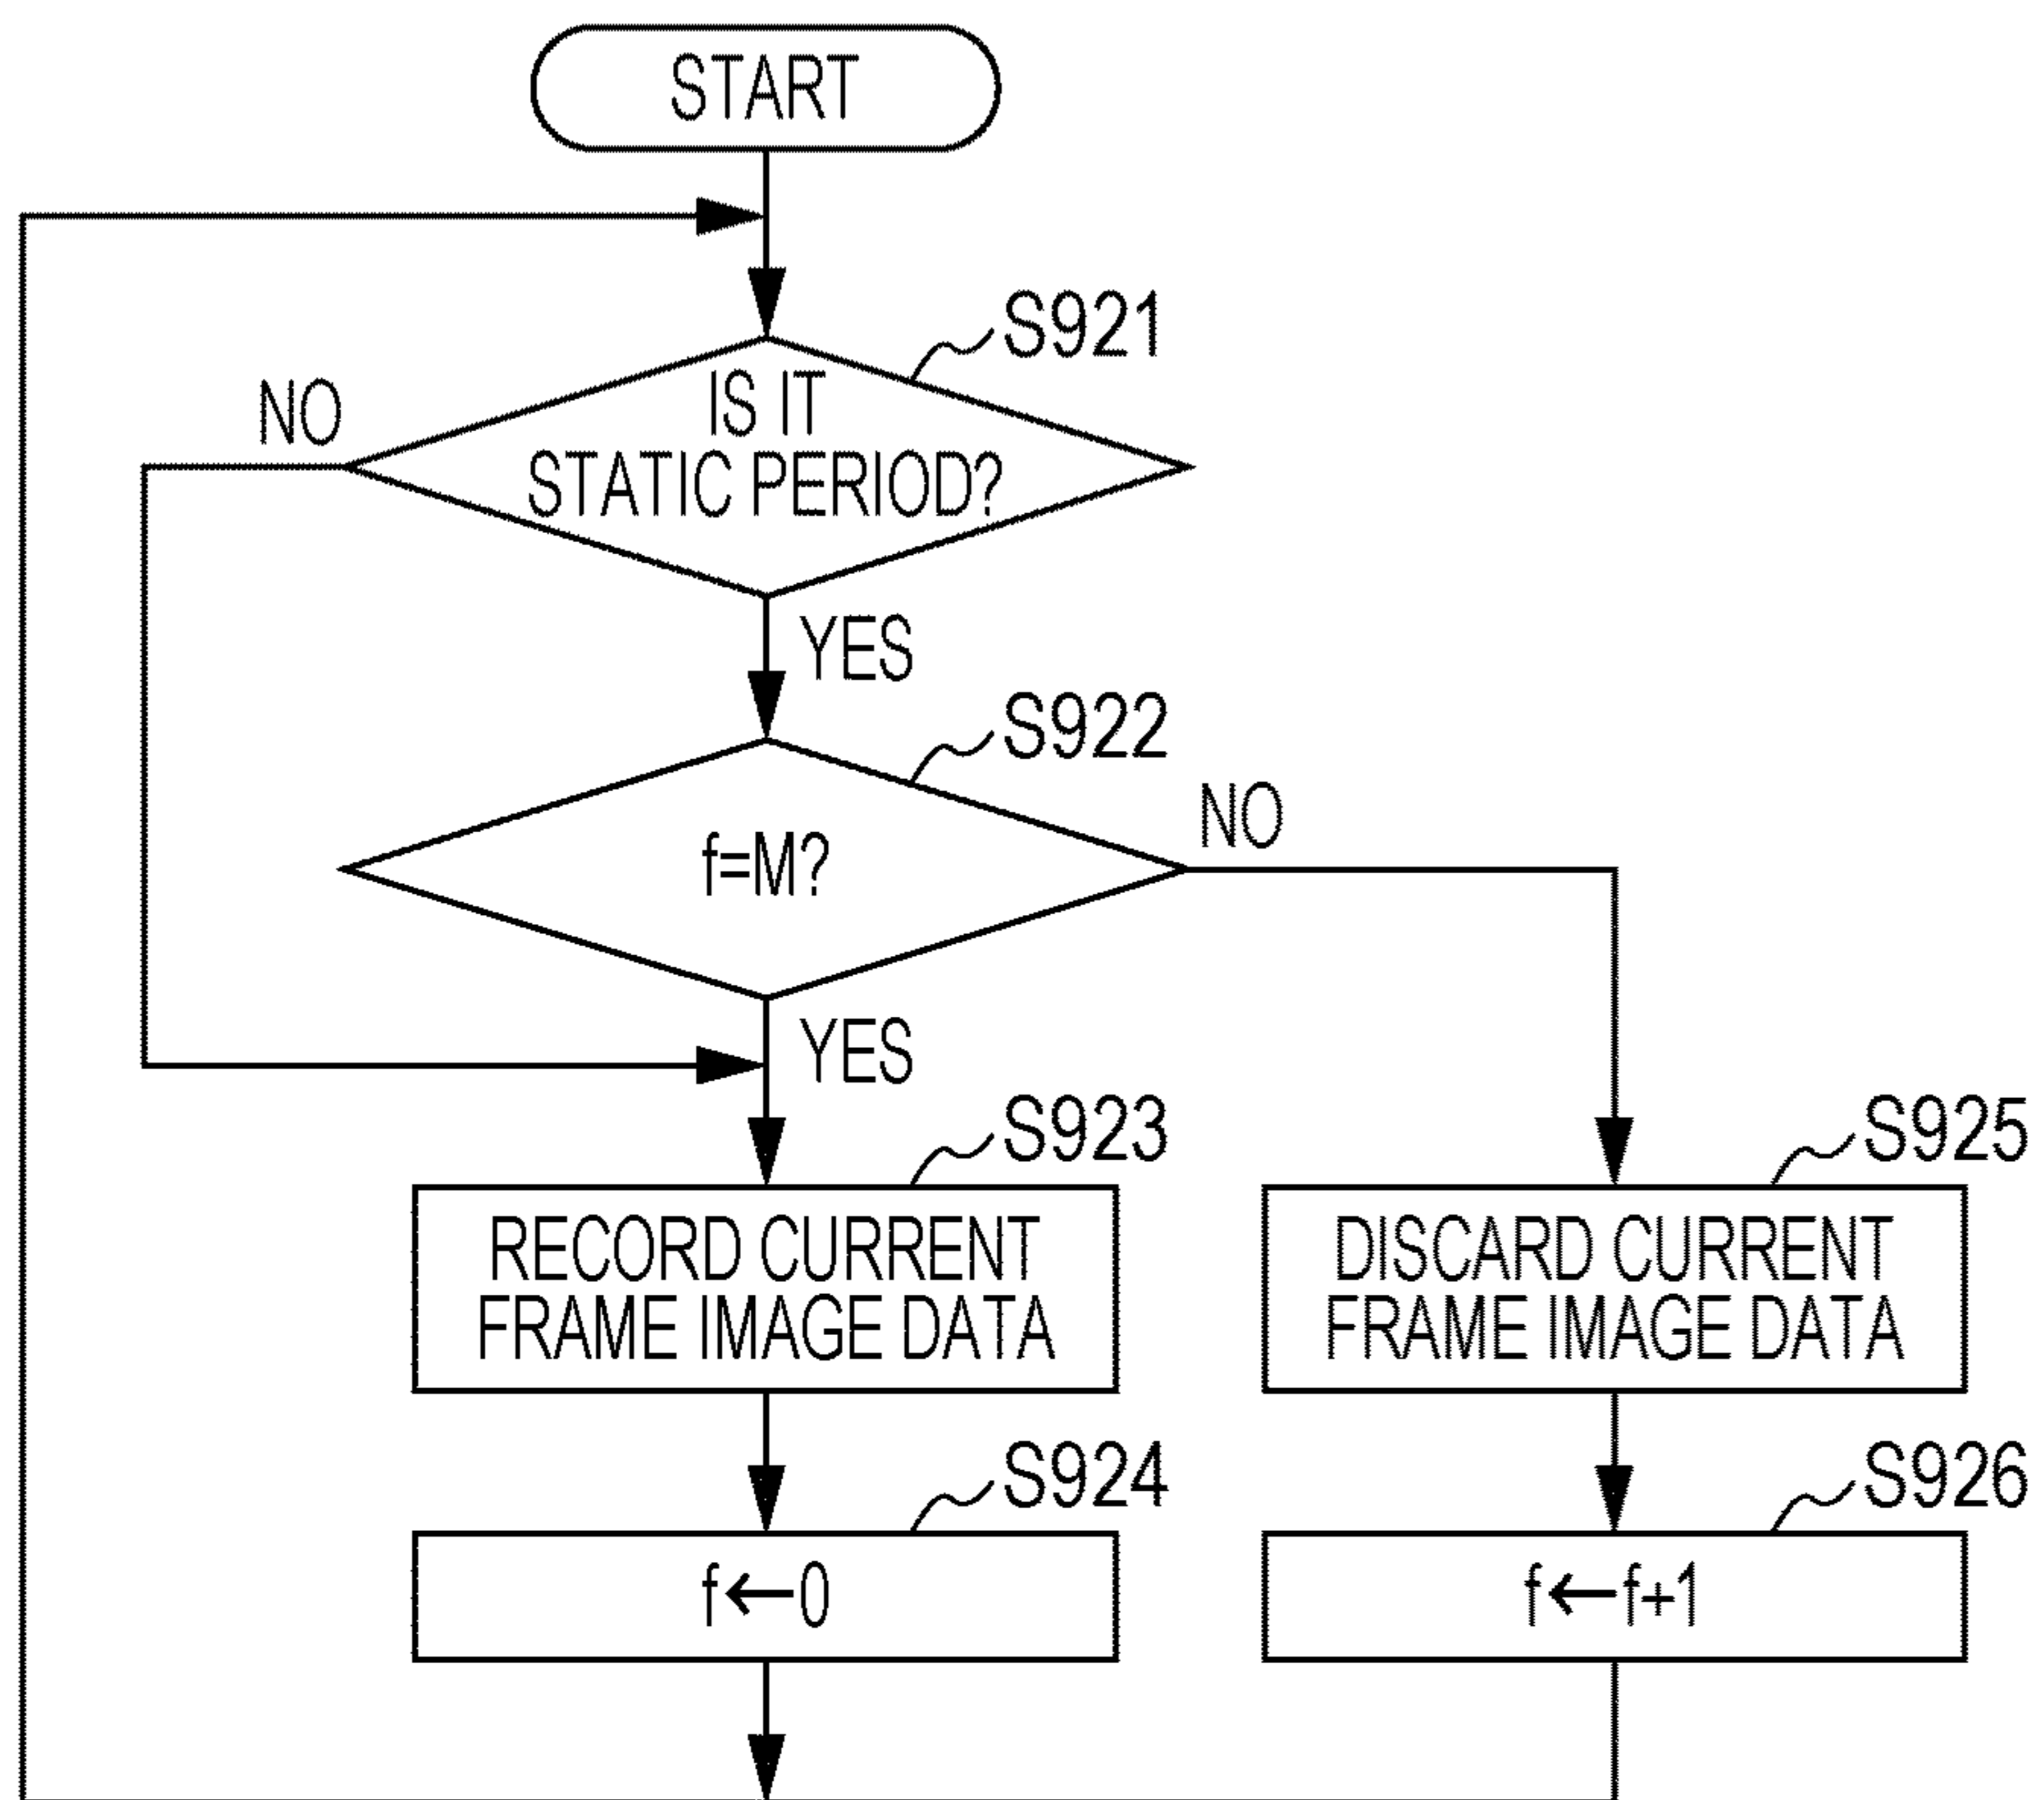 START
S921
NO
IS IT
STATIC PERIOD?
YES
S922
NO
f=M?
YES
S923
S925
RECORD CURRENT
FRAME IMAGE DATA
DISCARD CURRENT
FRAME IMAGE DATA
S924
S926
f←0
f←f+1